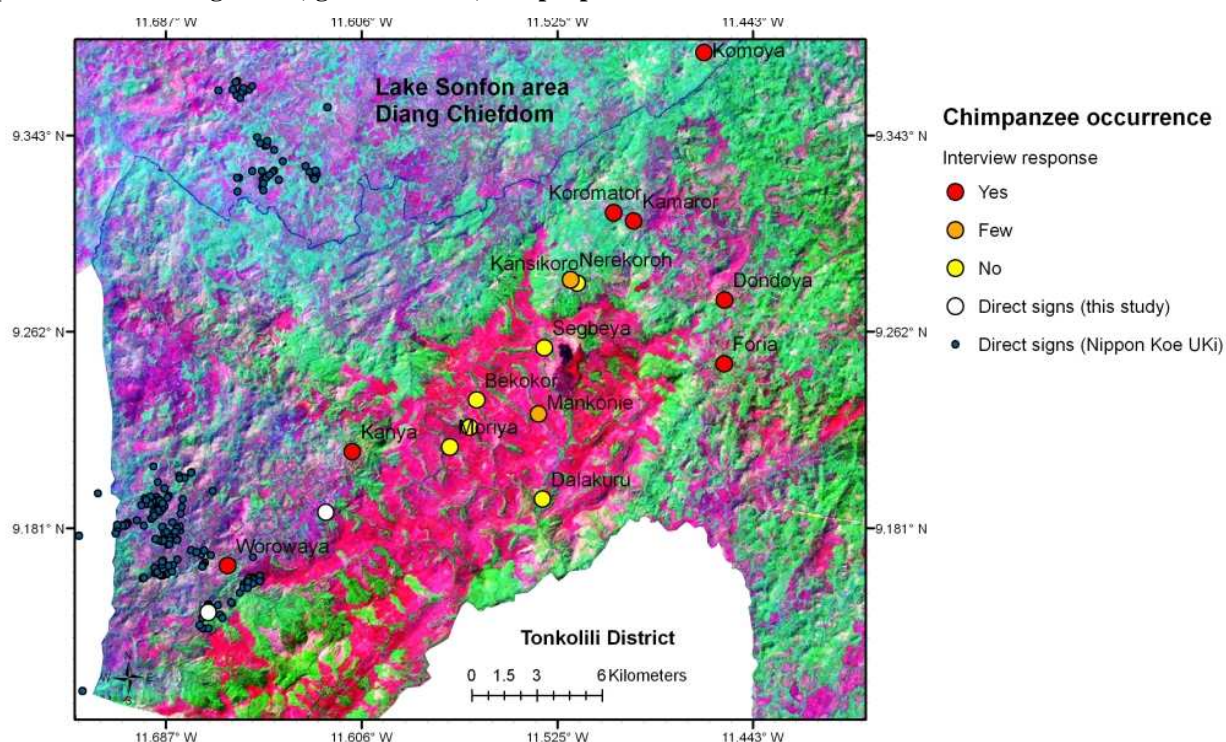 11.687° W
11.606° W
11.525° W
11.443° W
Komoya
Lake Sonfon area
Diang Chiefdom
9.343° N
9.343° N
Koromator
Kamaror
Kansikoro
Nerekoroh
Dondoya
9.262° N
9.262° N
Segbeya
Foria
Bekokor
Mankonie
Kanya
Moriya
Dalakuru
9.181° N
9.181° N
Worowaya
Tonkolili District
0 1.5 3 6 Kilometers
11.687° W
11.606° W
11.525° W
11.443° W
Chimpanzee occurrence
Interview response
Yes
Few
No
Direct signs (this study)
Direct signs (Nippon Koe UKi)